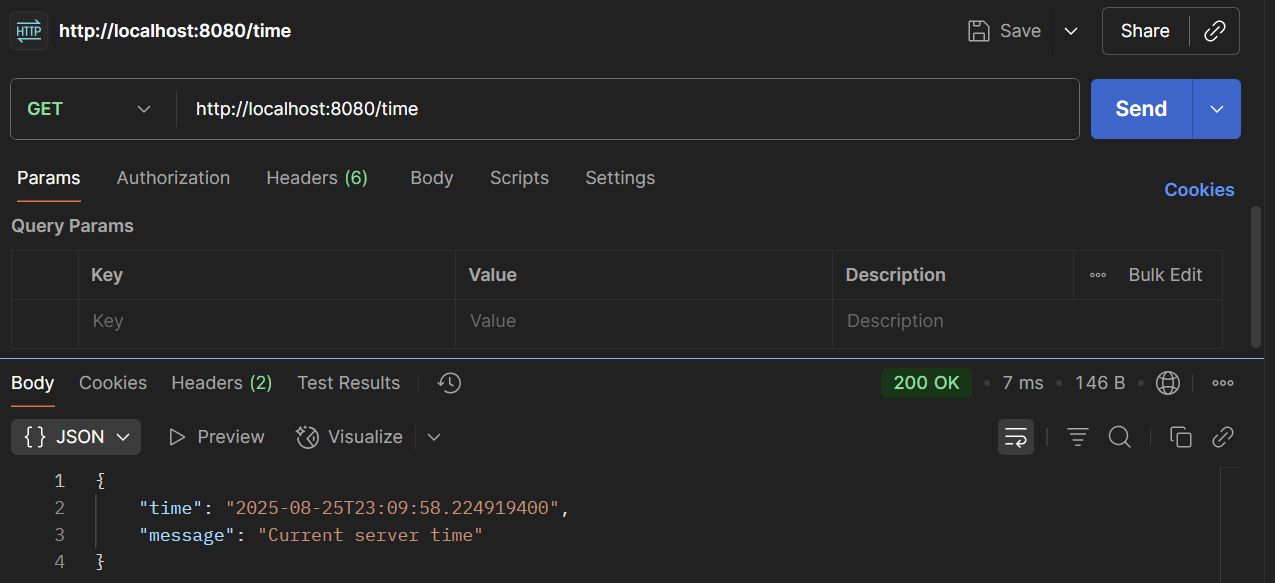 HTTP http://localhost:8080/time Save Share
GET http://localhost:8080/time Send
Params Authorization Headers (6) Body Scripts Settings Cookies
Query Params
Key Value Description Bulk Edit
Key Value Description
Body Cookies Headers (2) Test Results 200 OK • 7 ms • 146 B •
{} JSON Preview Visualize
1 {
2 "time": "2025-08-25T23:09:58.224919400",
3 "message": "Current server time"
4 }